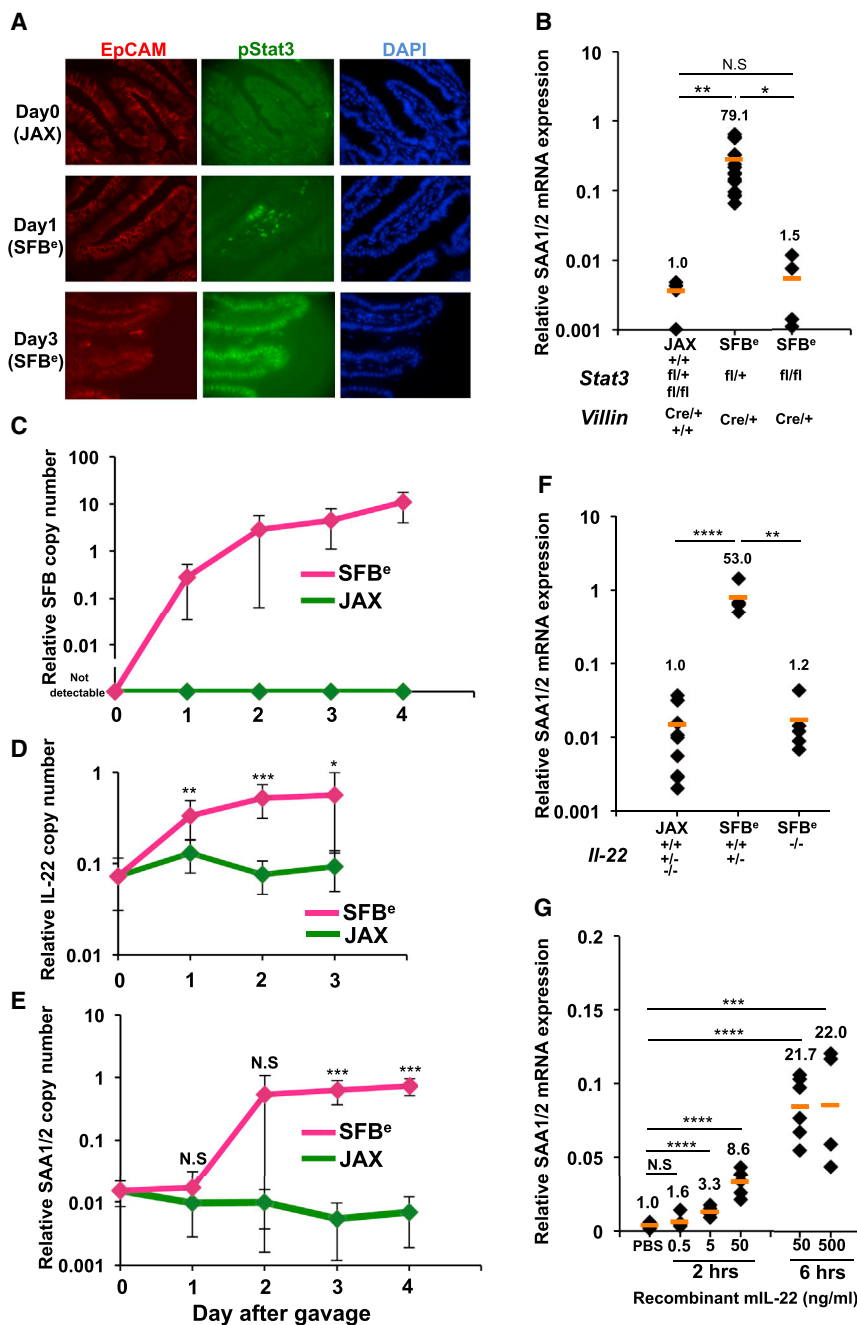 A
EpCAM pStat3 DAPI
Day0
(JAX)
Day1
(SFBe)
Day3
(SFBe)
B
Relative SAA1/2 mRNA expression
N.S
** *
79.1
1.0
1.5
10
1
0.1
0.01
0.001
JAX SFBe SFBe
Stat3
+/+
fl/+
fl/fl
fl/+ fl/fl
Villin
Cre/+
+/+
Cre/+ Cre/+
C
Relative SFB copy number
100
10
1
0.1
0.01
Not
detectable
SFBe
JAX
0 1 2 3 4
D
Relative IL-22 copy number
1
0.1
0.01
** *** *
SFBe
JAX
0 1 2 3
E
Relative SAA1/2 copy number
10
1
0.1
0.01
0.001
N.S
N.S
*** ***
SFBe
JAX
0 1 2 3 4
Day after gavage
F
Relative SAA1/2 mRNA expression
10
1
0.1
0.01
0.001
**** **
53.0
1.0
1.2
JAX SFBe SFBe
Il-22
+/+
+/-
-/-
+/+
+/-
-/-
G
Relative SAA1/2 mRNA expression
0.2
0.15
0.1
0.05
0
***
****
****
****
N.S
1.0 1.6 3.3 8.6 21.7 22.0
PBS 0.5 5 50 50 500
2 hrs 6 hrs
Recombinant mIL-22 (ng/ml)